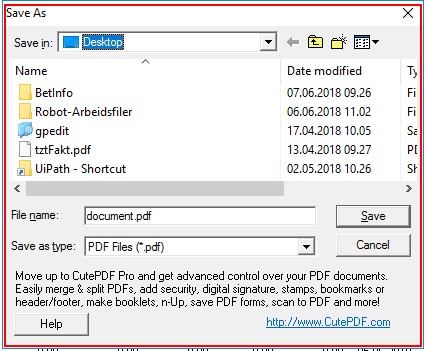 Save As
Save in: Desktop
Name Date modified Ty
BetInfo 07.06.2018 09.26 Fi
Robot-Arbeidsfiler 06.06.2018 11.02 Fi
gpedit 17.04.2018 10.05 Sa
tztFakt.pdf 13.04.2018 09.27 PD
UiPath - Shortcut 02.05.2018 10.26 Sh
File name: document.pdf Save
Save as type: PDF Files (*.pdf) Cancel
Move up to CutePDF Pro and get advanced control over your PDF documents.
Easily merge & split PDFs, add security, digital signature, stamps, bookmarks or
header/footer, make booklets, n-Up, save PDF forms, scan to PDF and more!
Help http://www.CutePDF.com